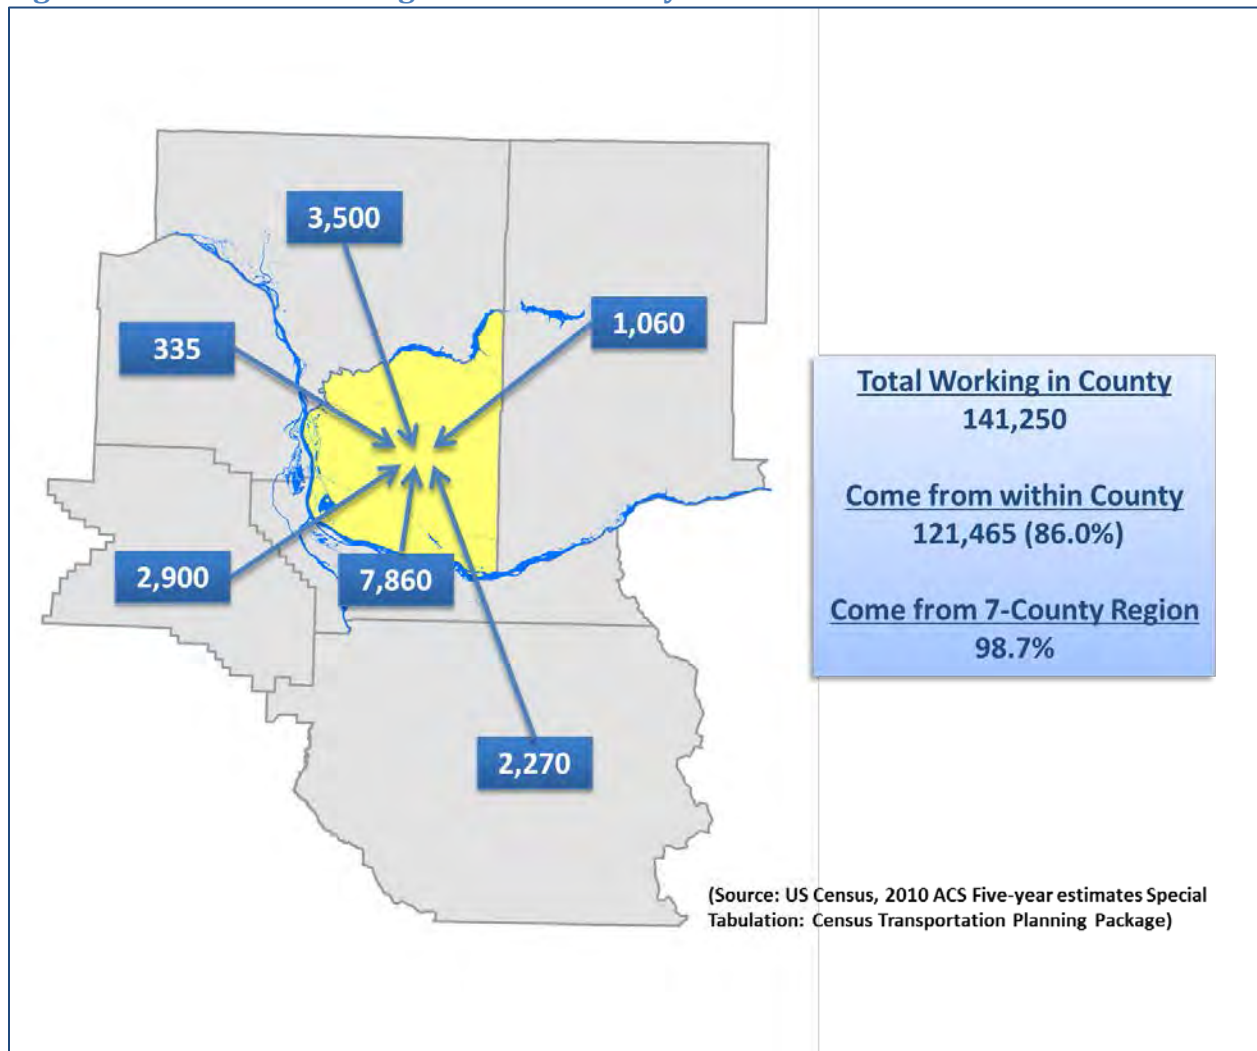 3,500
1,060
335
2,900
7,860
2,270
Total Working in County
141,250
Come from within County
121,465 (86.0%)
Come from 7-County Region
98.7%
(Source: US Census, 2010 ACS Five-year estimates Special
Tabulation: Census Transportation Planning Package)